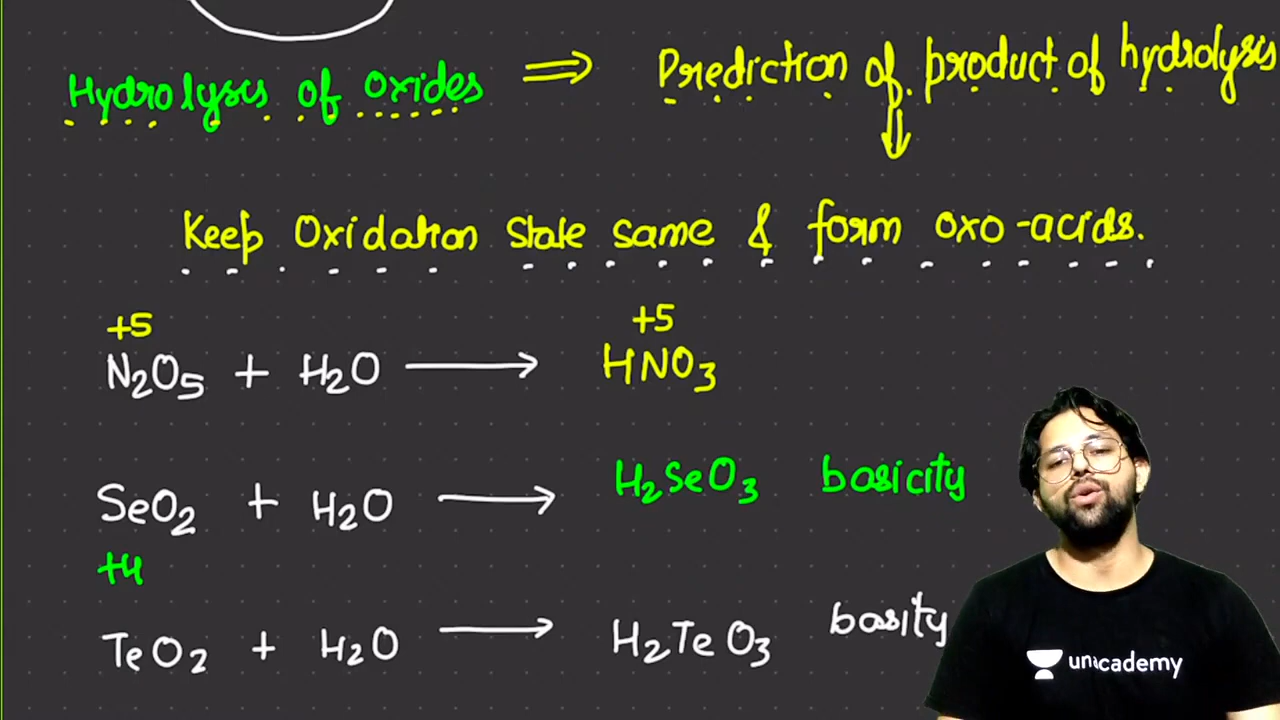 Hydrolysis of oxides ⇒ Prediction of product of hydrolysis
Keep Oxidation State same & form oxo-acids.
+5 +5
N2O5 + H2O ⟶ HNO3
SeO2 + H2O ⟶ H2SeO3 basicity
+4
TeO2 + H2O ⟶ H2TeO3 basity
unacademy